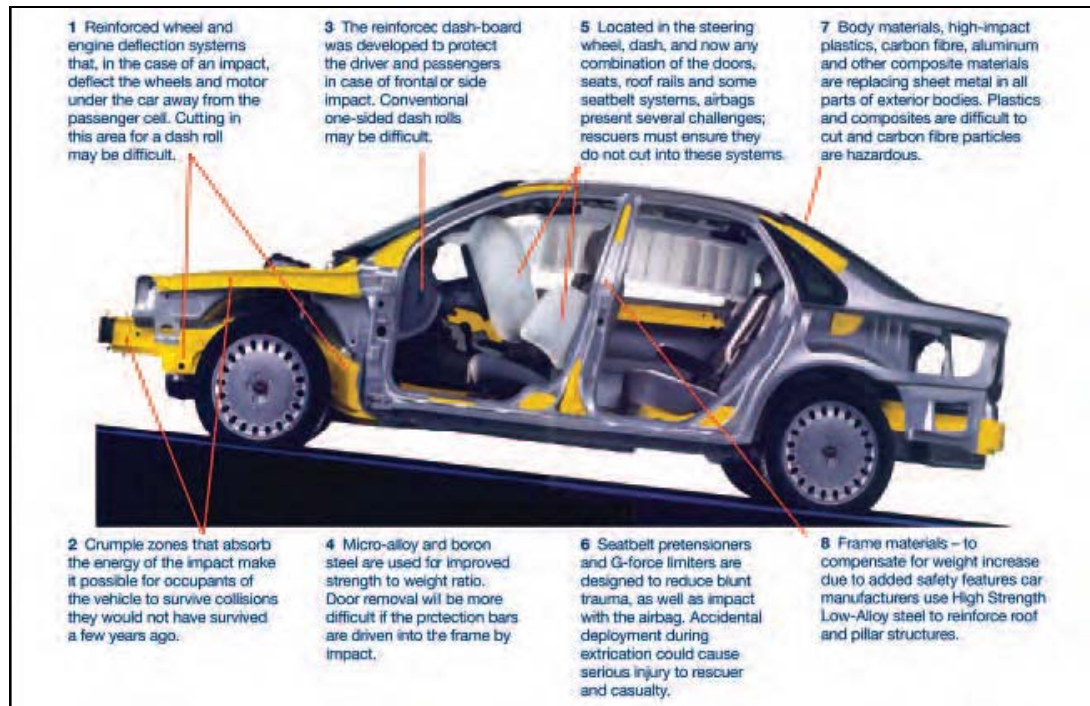 1 Reinforced wheel and
engine deflection systems
that, in the case of an impact,
deflect the wheels and motor
under the car away from the
passenger cell. Cutting in
this area for a dash roll
may be difficult.
3 The reinforcec dash-board
was developed to protect
the driver and passengers
in case of frontal or side
impact. Conventional
one-sided dash rolls
may be difficult.
5 Located in the steering
wheel, dash, and now any
combination of the doors,
seats, roof rails and some
seatbelt systems, airbags
present several challenges;
rescuers must ensure they
do not cut into these systems.
7 Body materials, high-impact
plastics, carbon fibre, aluminum
and other composite materials
are replacing sheet metal in all
parts of exterior bodies. Plastics
and composites are difficult to
cut and carbon fibre particles
are hazardous.
2 Crumple zones that absorb
the energy of the impact make
it possible for occupants of
the vehicle to survive collisions
they would not have survived
a few years ago.
4 Micro-alloy and boron
steel are used for improved
strength to weight ratio.
Door removal will be more
difficult if the protection bars
are driven into the frame by
impact.
6 Seatbelt pretensioners
and G-force limiters are
designed to reduce blunt
trauma, as well as impact
with the airbag. Accidental
deployment during
extrication could cause
serious injury to rescuer
and casualty.
8 Frame materials – to
compensate for weight increase
due to added safety features car
manufacturers use High Strength
Low-Alloy steel to reinforce roof
and pillar structures.